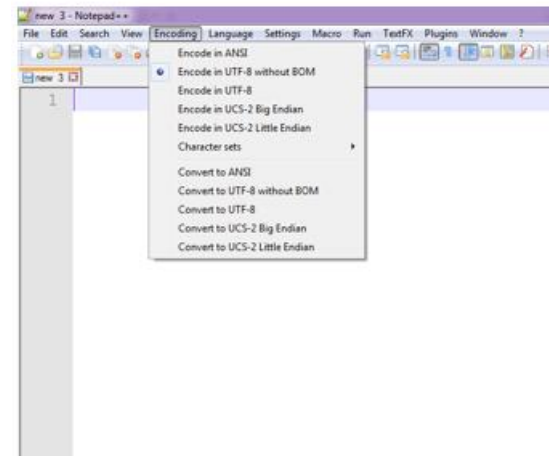 new 3 - Notepad++
File Edit Search View Encoding Language Settings Macro Run TextFX Plugins Window ?
new 3
1
Encode in ANSI
Encode in UTF-8 without BOM
Encode in UTF-8
Encode in UCS-2 Big Endian
Encode in UCS-2 Little Endian
Character sets
Convert to ANSI
Convert to UTF-8 without BOM
Convert to UTF-8
Convert to UCS-2 Big Endian
Convert to UCS-2 Little Endian